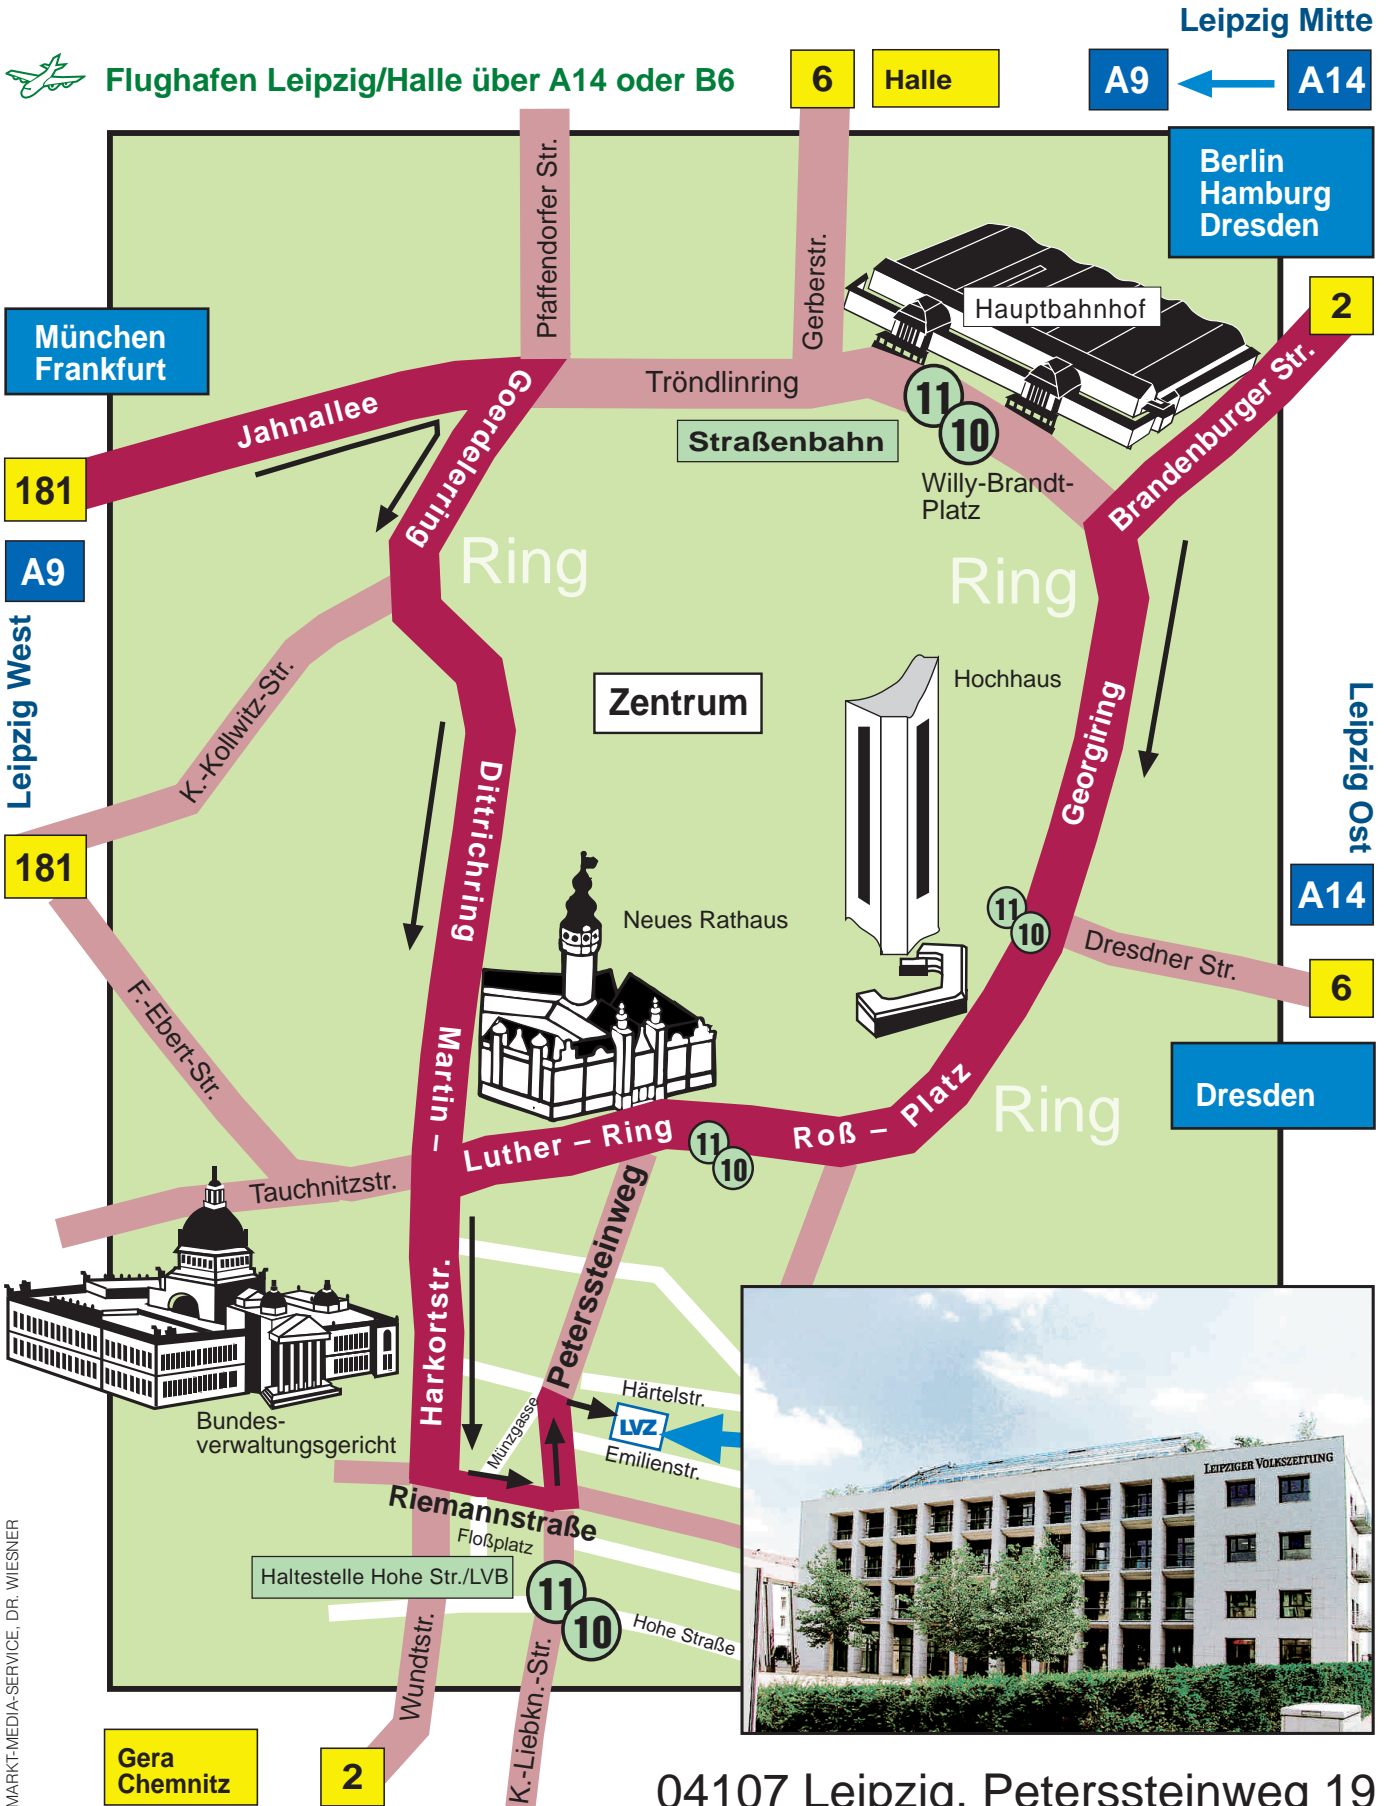 Leipzig Mitte
Flughafen Leipzig/Halle über A14 oder B6
6
Halle
A9
A14
Berlin
Hamburg
Dresden
Pfaffendorfer Str.
Gerberstr.
Hauptbahnhof
2
München
Frankfurt
Brandenburger Str.
Tröndlinring
Goerdelerring
Jahnallee
11
10
Straßenbahn
181
Willy-Brandt-
Platz
Ring
Ring
A9
Leipzig West
K.-Kollwitz-Str.
Zentrum
Hochhaus
Georgiring
Leipzig Ost
Dittrichring
181
A14
Neues Rathaus
11
10
Dresdner Str.
6
F.-Ebert-Str.
Martin –
Luther – Ring
11
10
Roß – Platz
Ring
Dresden
Tauchnitzstr.
Peterssteinweg
Harkortstr.
Bundes-
verwaltungsgericht
Münzgasse
Härtelstr.
LVZ
Emilienstr.
LEIPZIGER VOLKSZEITUNG
Riemannstraße
Floßplatz
Haltestelle Hohe Str./LVB
11
10
Hohe Straße
Wundtstr.
K.-Liebkn.-Str.
MARKT-MEDIA-SERVICE, DR. WIESNER
Gera
Chemnitz
2
04107 Leipzig, Peterssteinweg 19